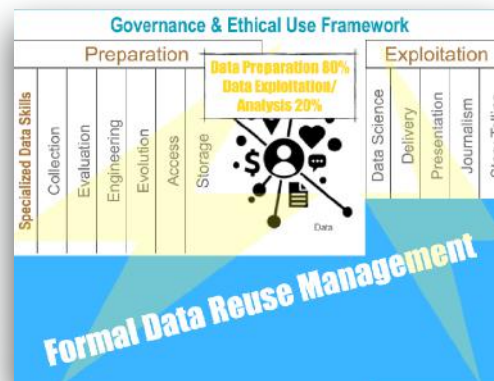 Governance & Ethical Use Framework
Preparation
Exploitation
Data Preparation 80%
Data Exploitation/
Analysis 20%
Specialized Data Skills
Collection
Evaluation
Engineering
Evolution
Access
Storage
Data
Data Science
Delivery
Presentation
Journalism
Formal Data Reuse Management